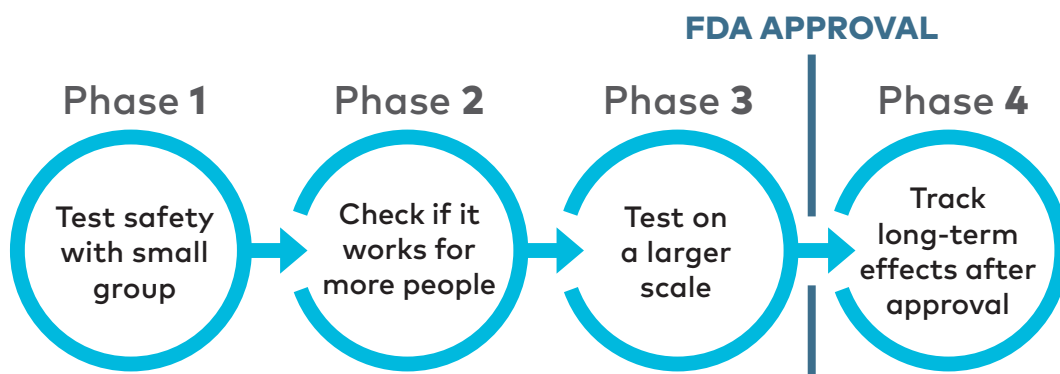 FDA APPROVAL
Phase 1
Test safety
with small
group
Phase 2
Check if it
works for
more people
Phase 3
Test on
a larger
scale
Phase 4
Track
long-term
effects after
approval